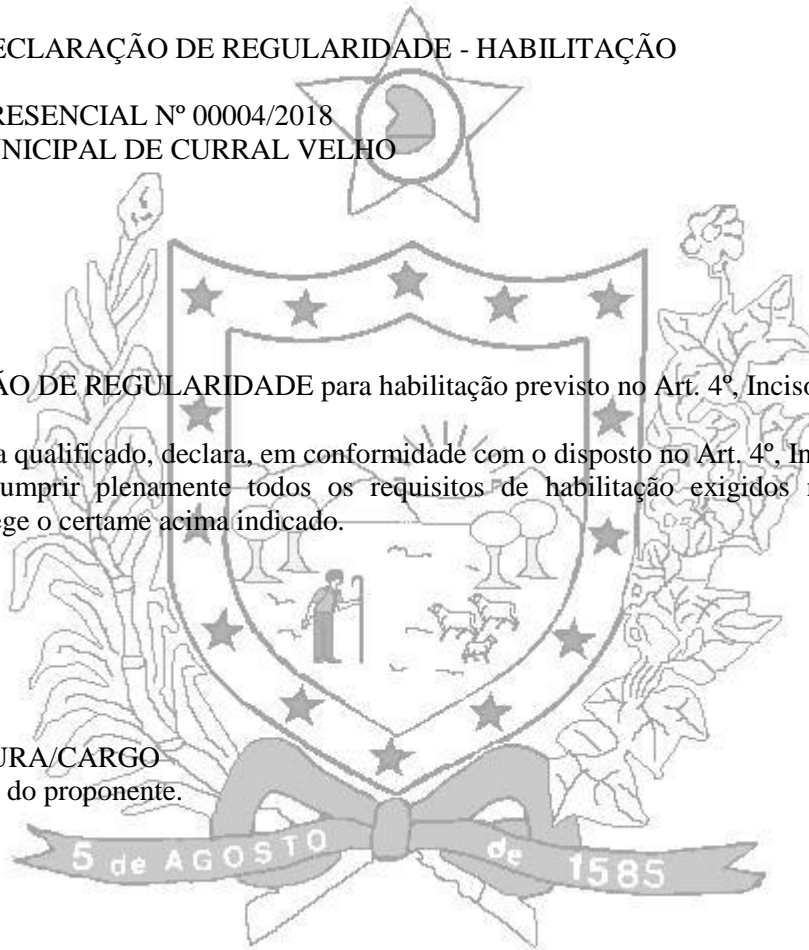 ECLARAÇÃO DE REGULARIDADE - HABILITAÇÃO
RESENCIAL Nº 00004/2018
UNICIPAL DE CURRAL VELHO
ÃO DE REGULARIDADE para habilitação previsto no Art. 4º, Inciso
a qualificado, declara, em conformidade com o disposto no Art. 4º, In
umprir plenamente todos os requisitos de habilitação exigidos
ege o certame acima indicado.
URA/CARGO
do proponente.
5 de AGOSTO de 1585